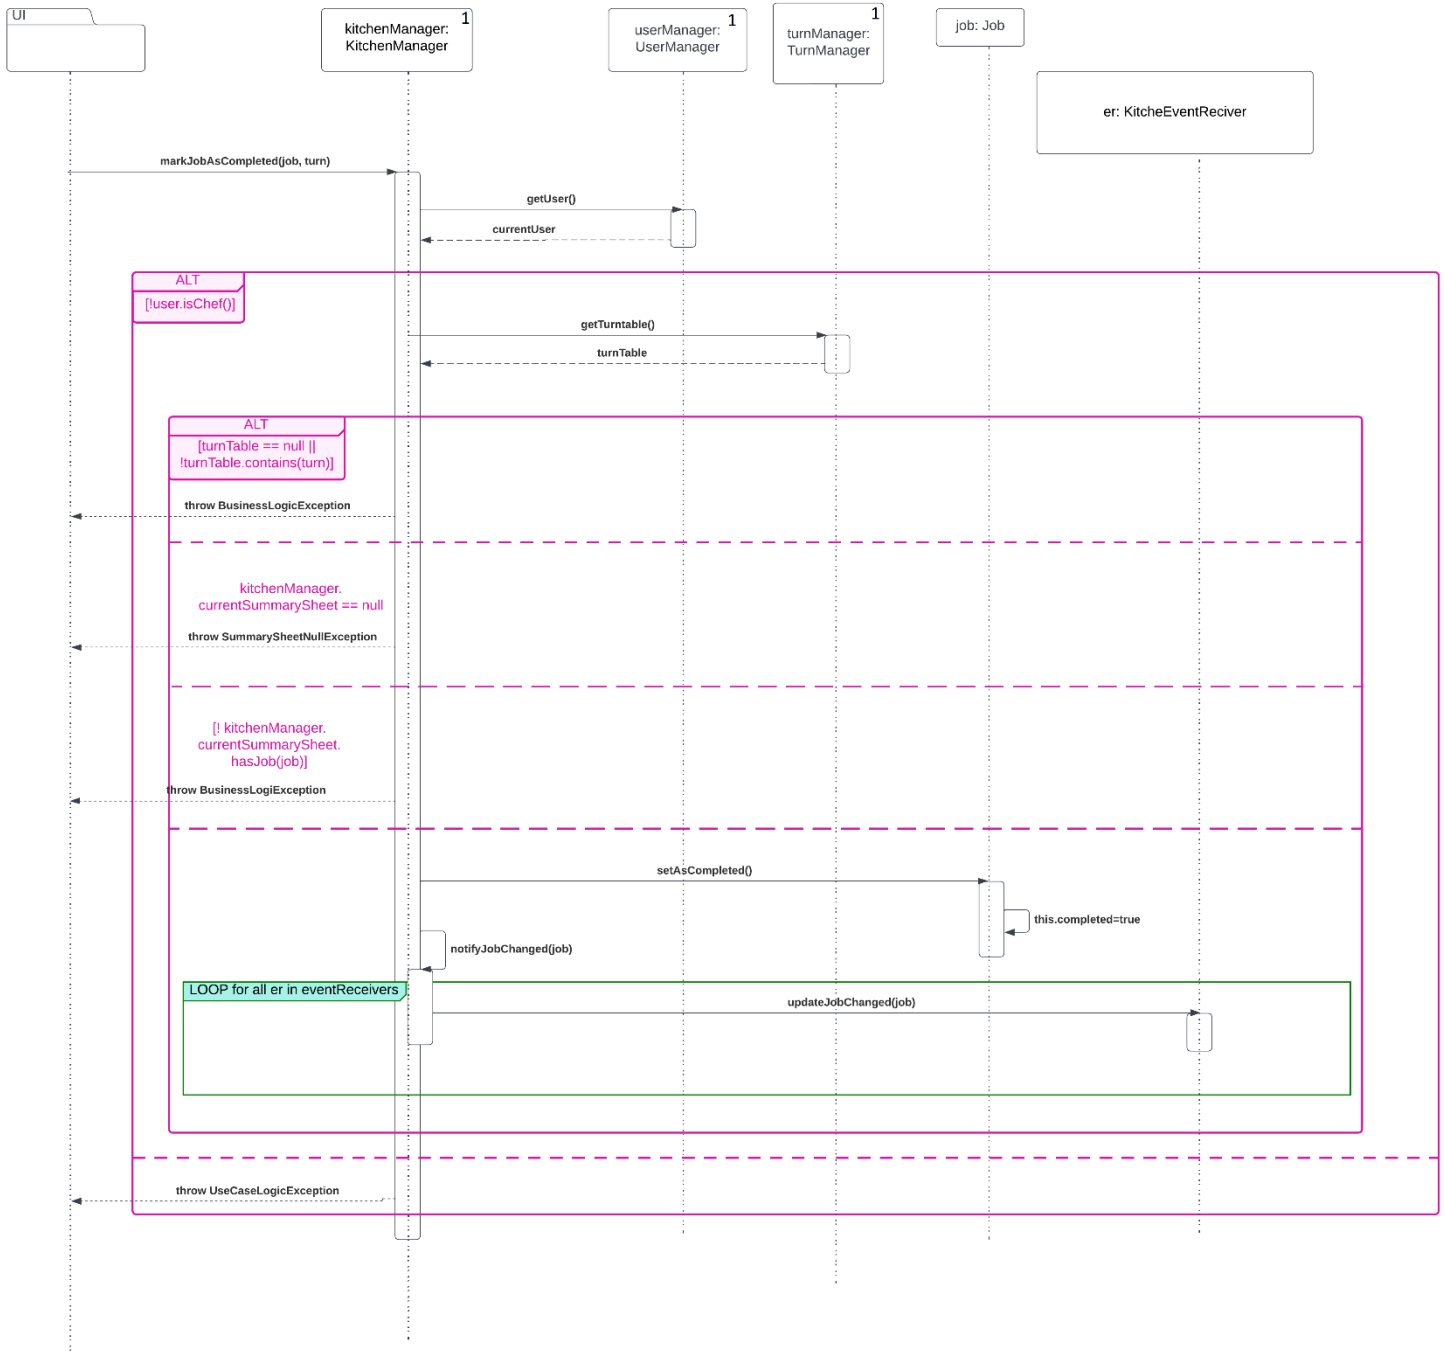 UI
kitchenManager:
KitchenManager
1
userManager:
UserManager
1
turnManager:
TurnManager
1
job: Job
er: KitcheEventReciver
markJobAsCompleted(job, turn)
getUser()
currentUser
ALT
[!user.isChef()]
getTurntable()
turnTable
ALT
[turnTable == null ||
!turnTable.contains(turn)]
throw BusinessLogicException
kitchenManager.
currentSummarySheet == null
throw SummarySheetNullException
[! kitchenManager.
currentSummarySheet.
hasJob(job)]
throw BusinessLogiException
setAsCompleted()
this.completed=true
notifyJobChanged(job)
LOOP for all er in eventReceivers
updateJobChanged(job)
throw UseCaseLogicException